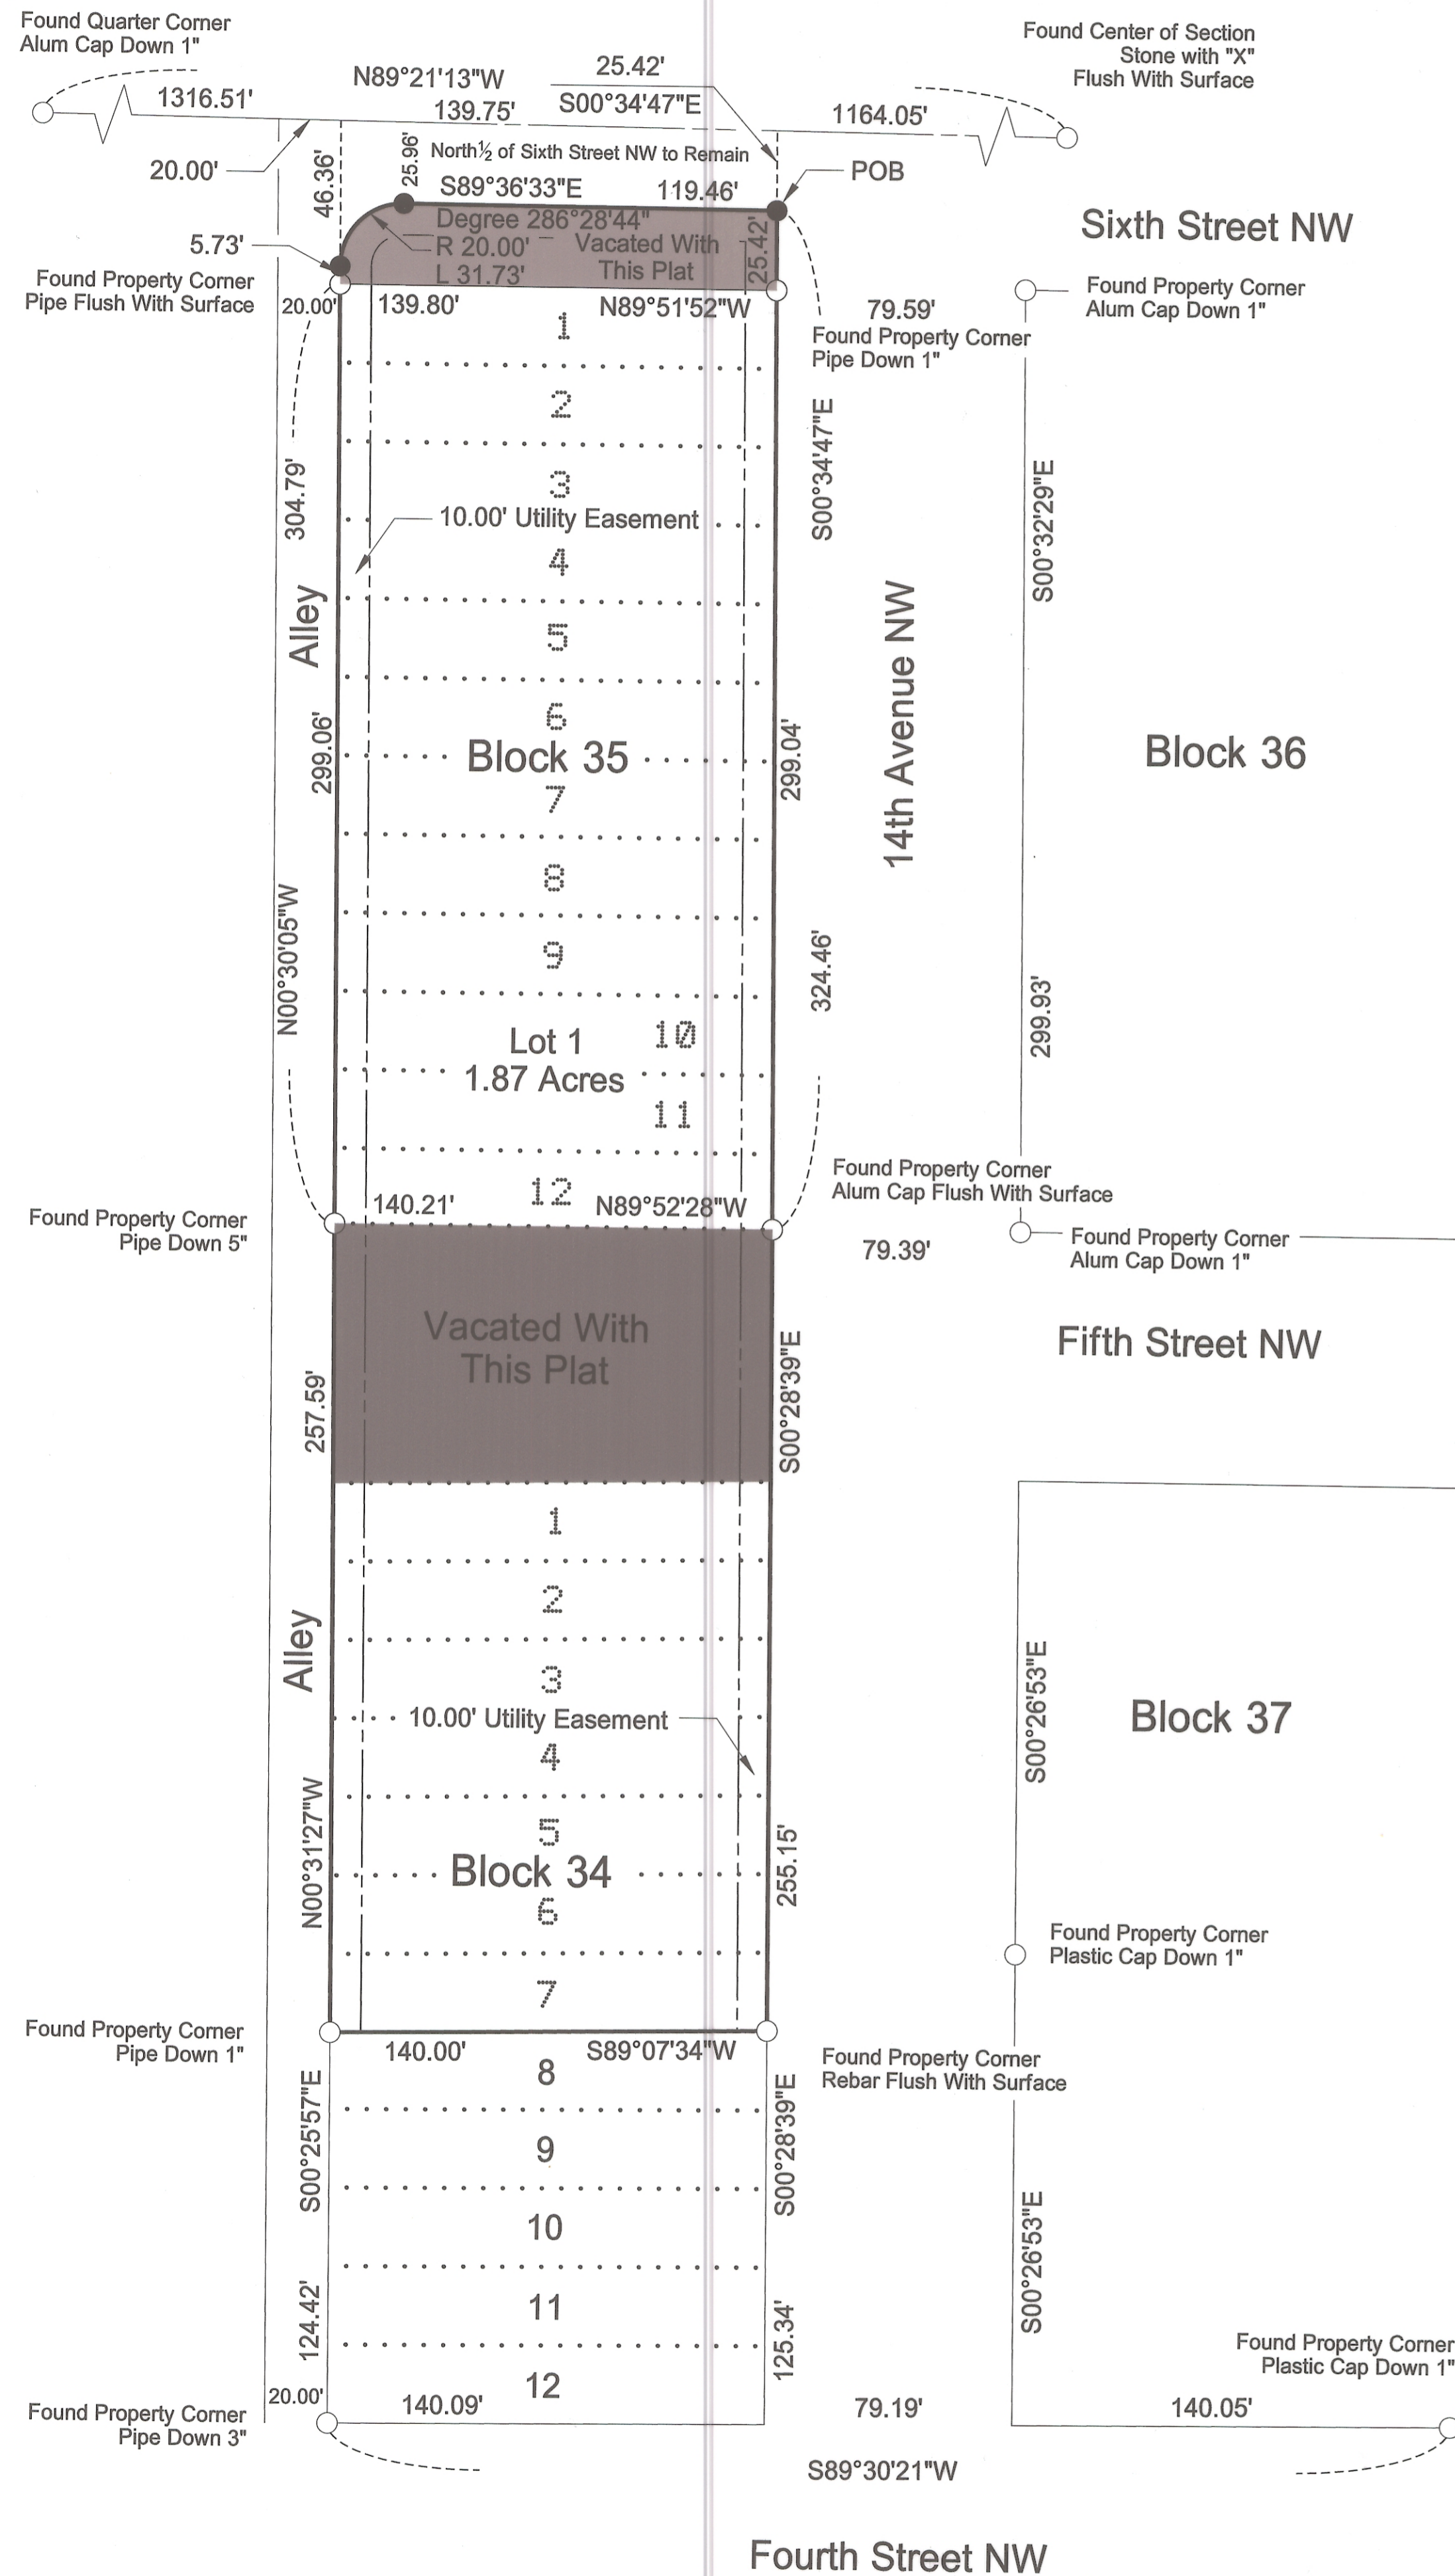 Found Quarter Corner
Alum Cap Down 1"
Found Center of Section
Stone with "X"
Flush With Surface
1316.51'
N89°21'13"W
139.75'
25.42'
S00°34'47"E
1164.05'
20.00'
46.36'
25.96'
North½ of Sixth Street NW to Remain
POB
S89°36'33"E
119.46'
Sixth Street NW
5.73'
Degree 286°28'44"
R 20.00'
L 31.73'
Vacated With
This Plat
25.42'
Found Property Corner
Pipe Flush With Surface
20.00'
139.80'
N89°51'52"W
79.59'
Found Property Corner
Alum Cap Down 1"
Found Property Corner
Pipe Down 1"
1
2
3
10.00' Utility Easement
4
5
6
Block 35
7
8
9
Lot 1
1.87 Acres
10
11
12
304.79'
Alley
299.06'
N00°30'05"W
S00°34'47"E
299.04'
14th Avenue NW
324.46'
S00°32'29"E
299.93'
Block 36
140.21'
N89°52'28"W
Found Property Corner
Alum Cap Flush With Surface
Found Property Corner
Pipe Down 5"
79.39'
Found Property Corner
Alum Cap Down 1"
Vacated With
This Plat
Fifth Street NW
257.59'
S00°28'39"E
1
2
3
10.00' Utility Easement
4
5
Block 34
6
7
Alley
N00°31'27"W
255.15'
S00°26'53"E
Block 37
Found Property Corner
Plastic Cap Down 1"
Found Property Corner
Pipe Down 1"
140.00'
S89°07'34"W
Found Property Corner
Rebar Flush With Surface
8
9
10
11
12
S00°25'57"E
124.42'
S00°28'39"E
125.34'
S00°26'53"E
Found Property Corner
Plastic Cap Down 1"
20.00'
140.09'
79.19'
140.05'
Found Property Corner
Pipe Down 3"
S89°30'21"W
Fourth Street NW